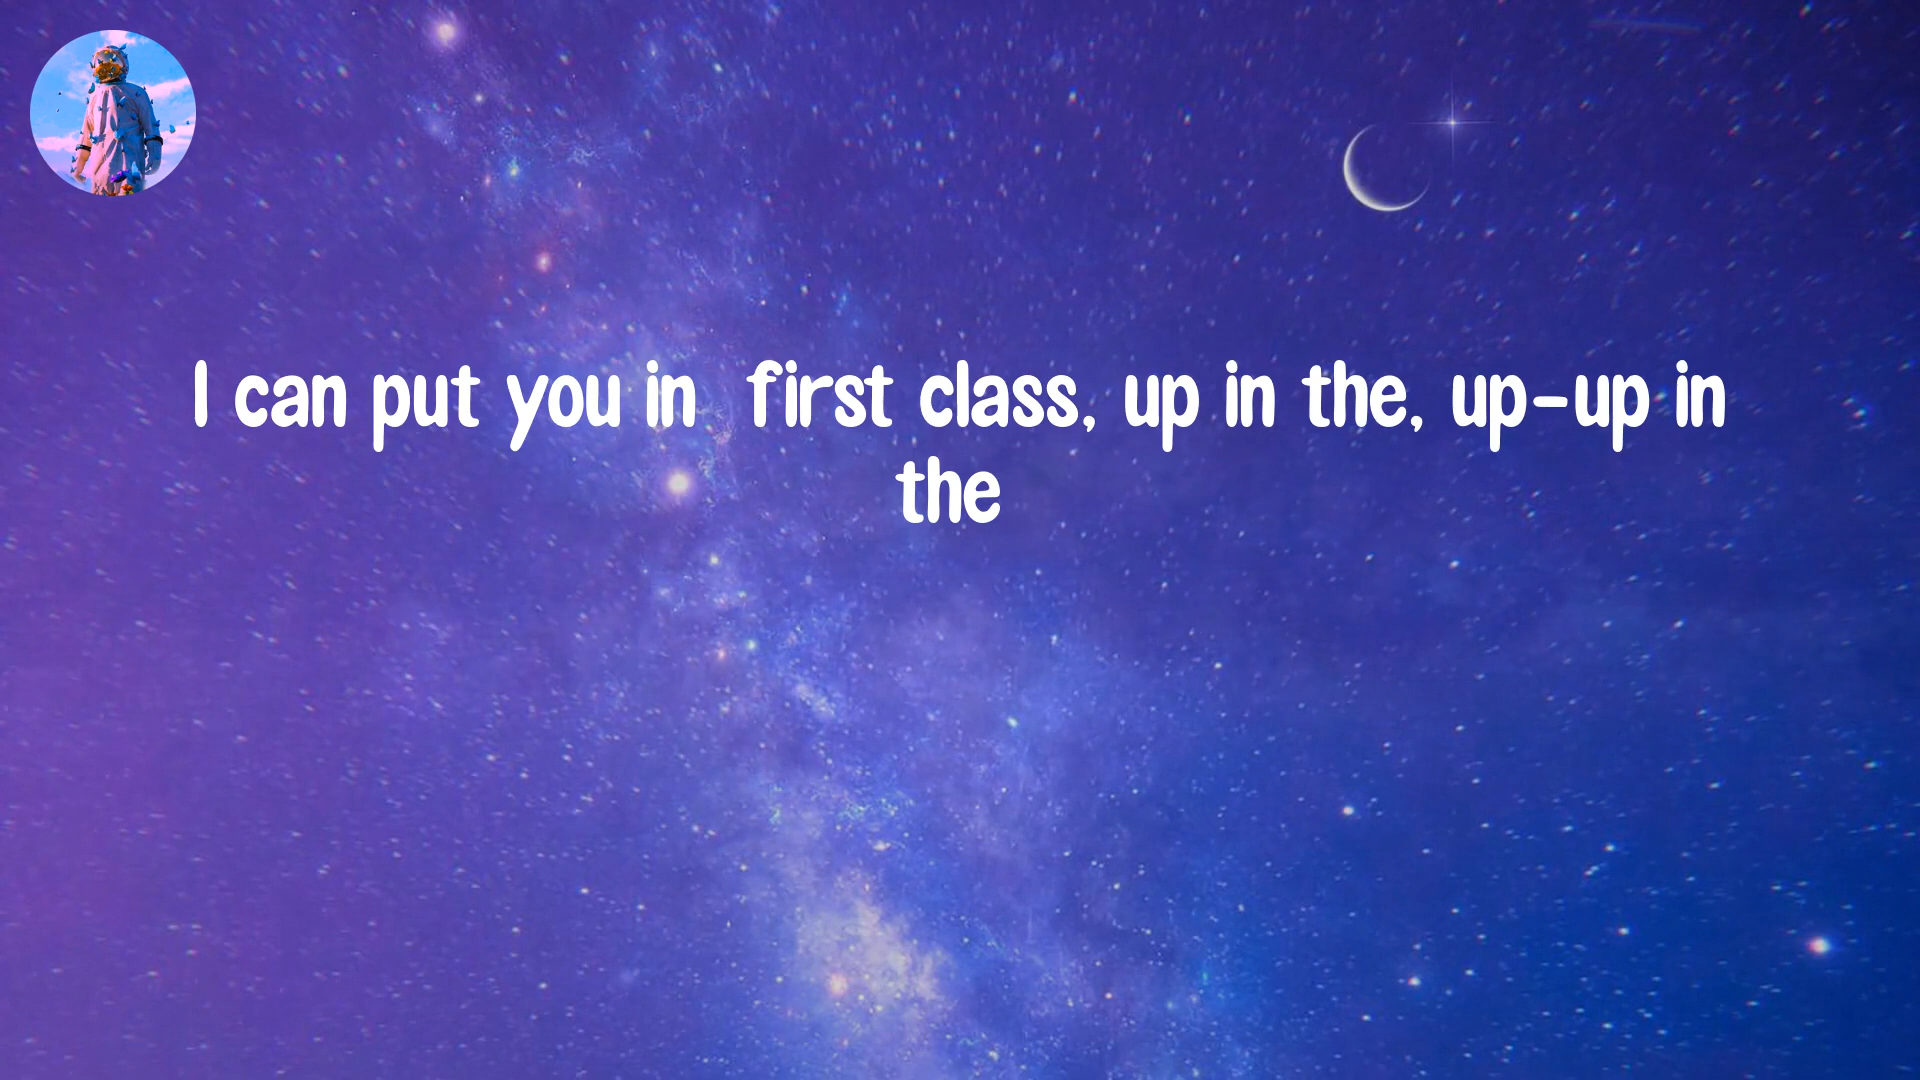 I can put you in  first class, up in the, up-up in
the